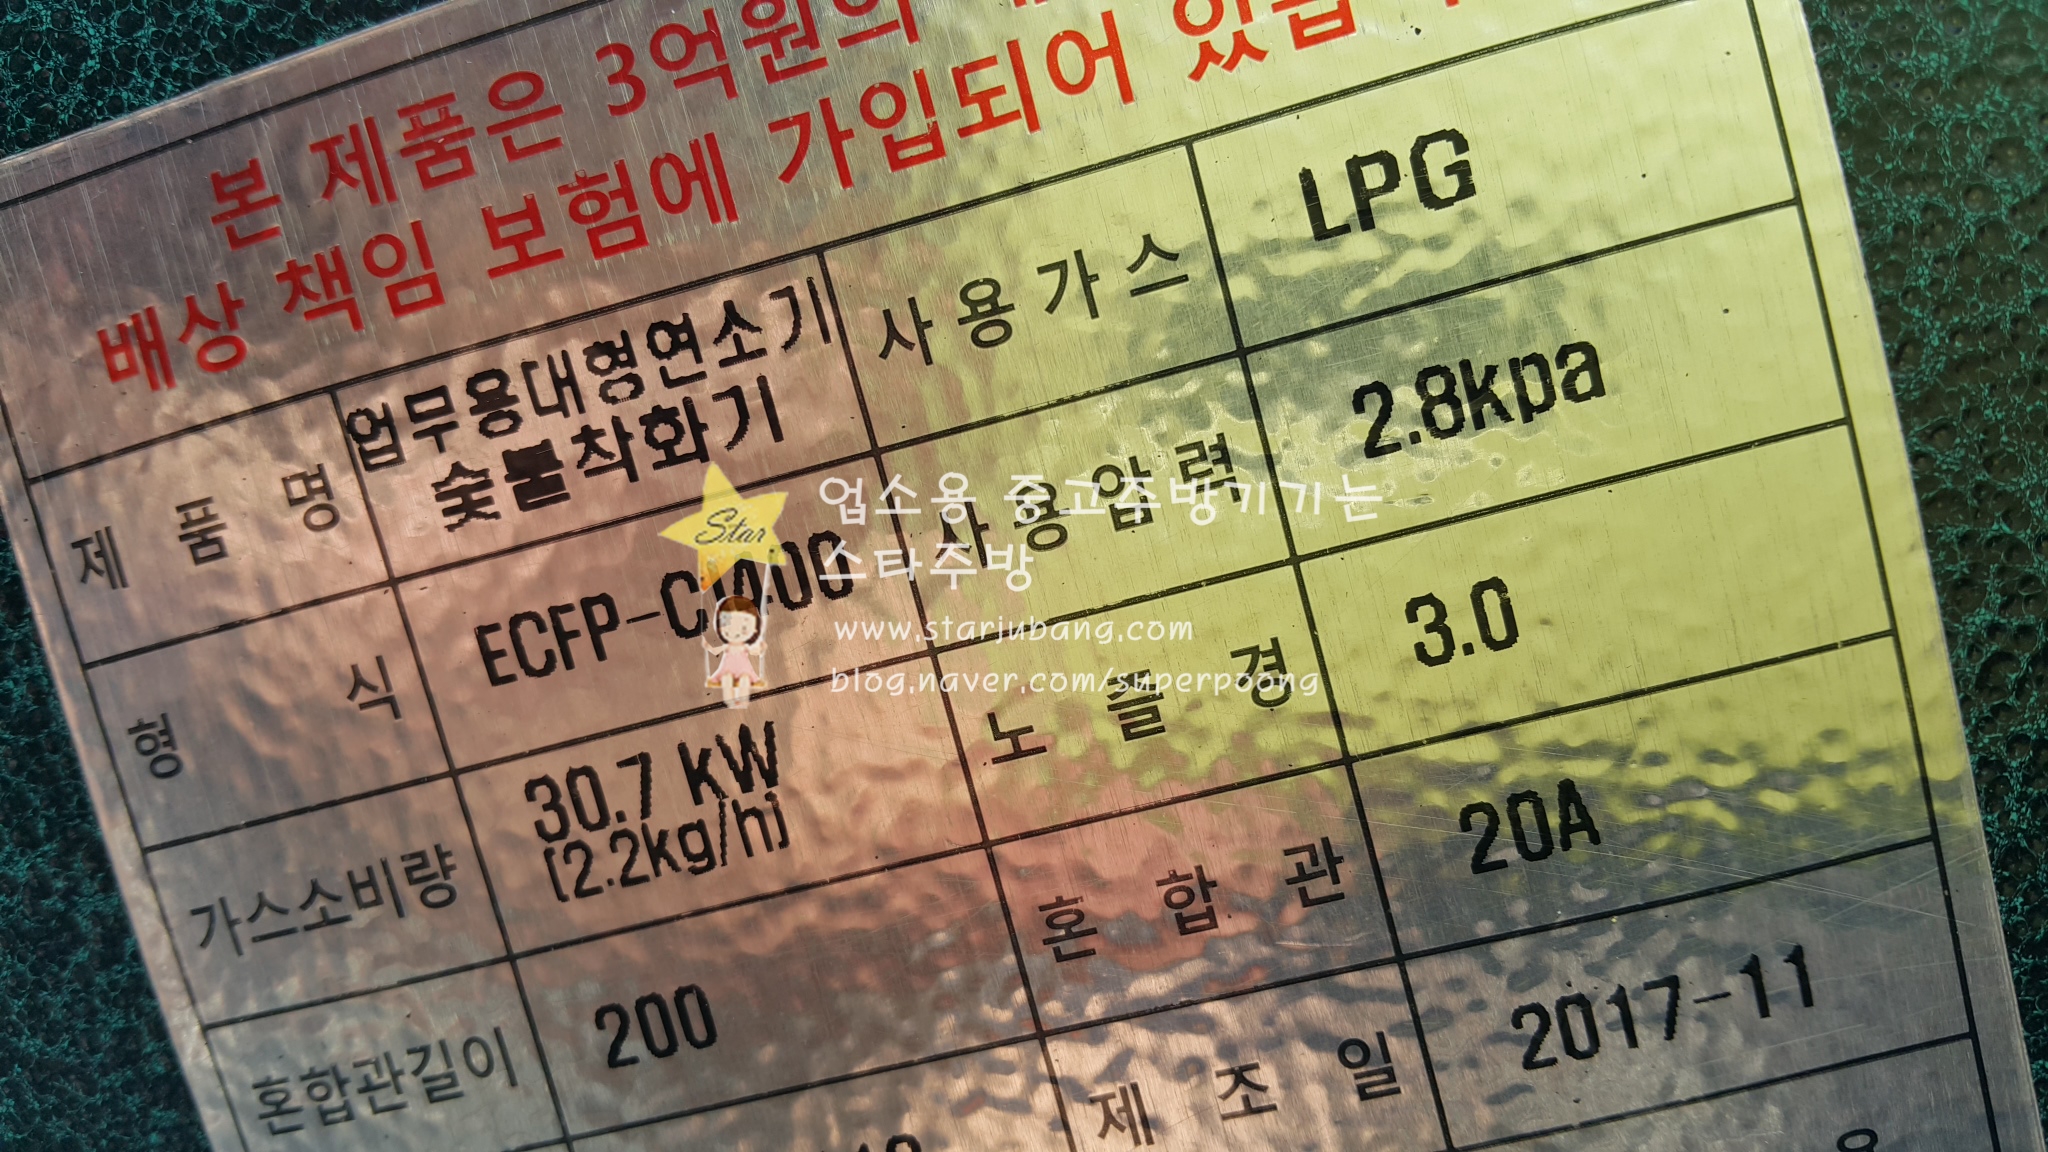 본 제품은 3억원의
배상 책임 보험에 가입되어
제품명 업무용대형연소기 숯불착화기
사용가스 LPG
형식
사용압력 2.8kpa
가스소비량 30.7 KW (2.2kg/h)
노즐경 3.0
혼합관길이 200
혼합관 20A
제조일 2017-11
Star
업소용 중고주방기기는
스타주방
www.starjubang.com
blog.naver.com/superpoong